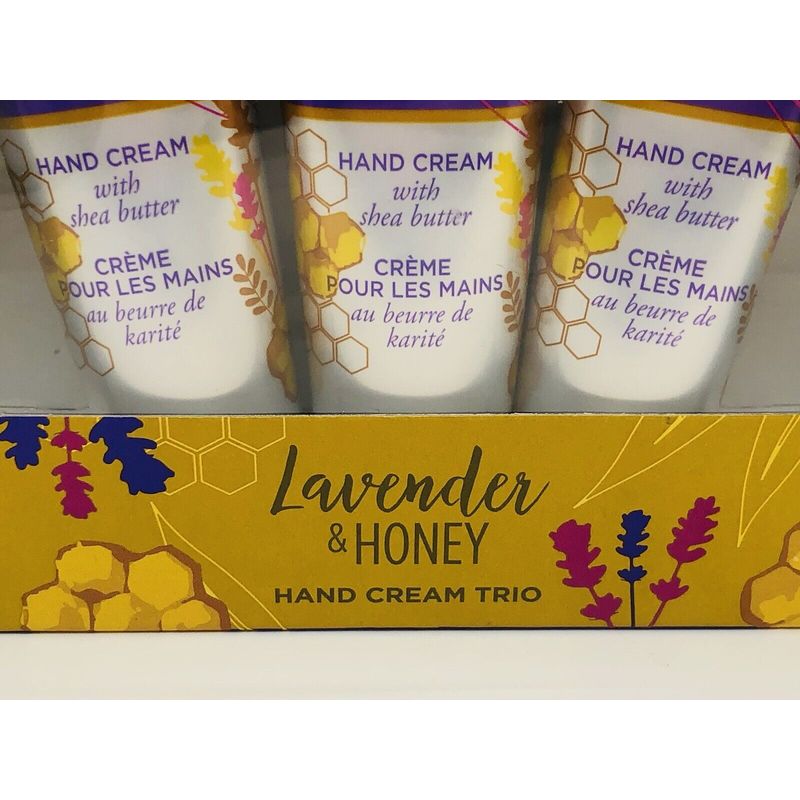 HAND CREAM
with
shea butter
CRÈME
POUR LES MAINS
au beurre de
karité
HAND CREAM
with
shea butter
CRÈME
POUR LES MAINS
au beurre de
karité
HAND CREAM
with
shea butter
CRÈME
POUR LES MAINS
au beurre de
karité
Lavender
& HONEY
HAND CREAM TRIO